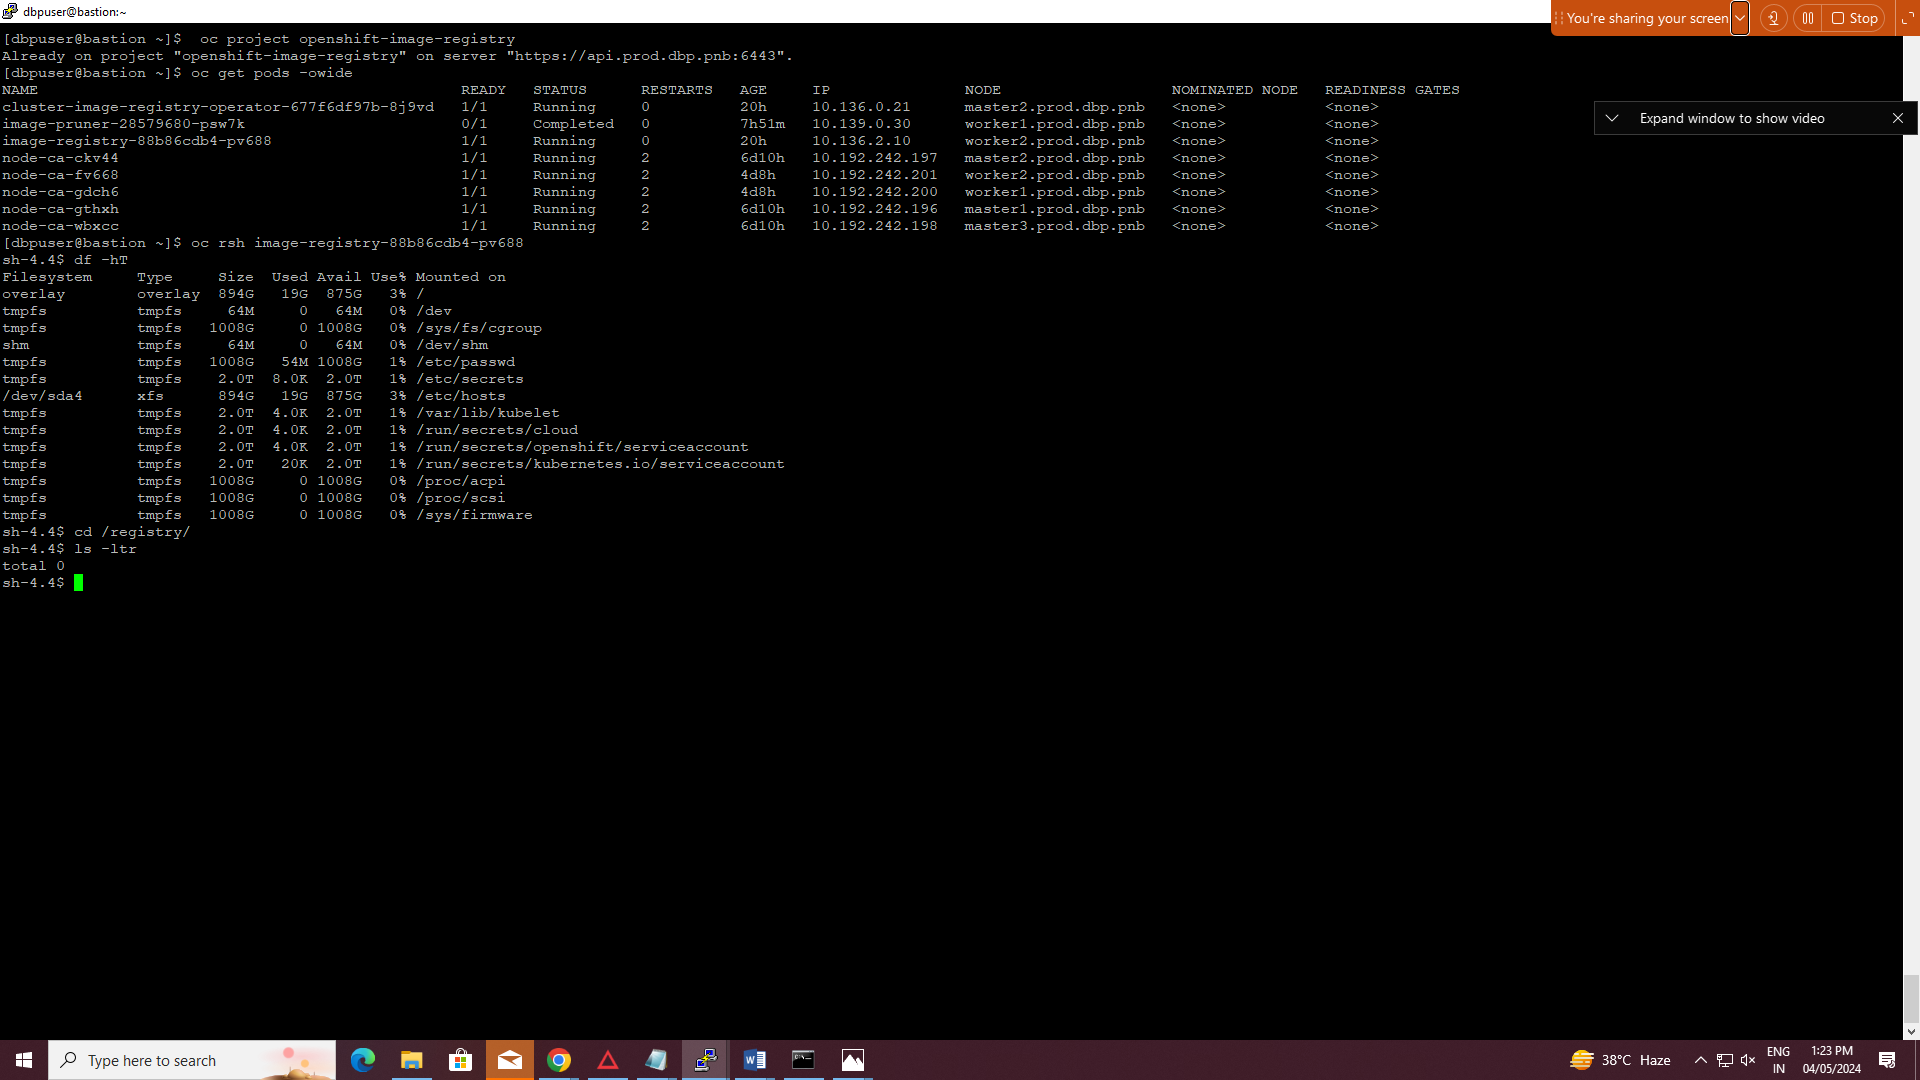 dbpuser@bastion:~
You're sharing your screen
Stop
[dbpuser@bastion ~]$  oc project openshift-image-registry
Already on project "openshift-image-registry" on server "https://api.prod.dbp.pnb:6443".
[dbpuser@bastion ~]$ oc get pods -owide
NAME READY STATUS RESTARTS AGE IP NODE NOMINATED NODE READINESS GATES
cluster-image-registry-operator-677f6df97b-8j9vd 1/1 Running 0 20h 10.136.0.21 master2.prod.dbp.pnb <none> <none>
image-pruner-28579680-psw7k 0/1 Completed 0 7h51m 10.139.0.30 worker1.prod.dbp.pnb <none> <none>
Expand window to show video
image-registry-88b86cdb4-pv688 1/1 Running 0 20h 10.136.2.10 worker2.prod.dbp.pnb <none> <none>
node-ca-ckv44 1/1 Running 2 6d10h 10.192.242.197 master2.prod.dbp.pnb <none> <none>
node-ca-fv668 1/1 Running 2 4d8h 10.192.242.201 worker2.prod.dbp.pnb <none> <none>
node-ca-gdch6 1/1 Running 2 4d8h 10.192.242.200 worker1.prod.dbp.pnb <none> <none>
node-ca-gthxh 1/1 Running 2 6d10h 10.192.242.196 master1.prod.dbp.pnb <none> <none>
node-ca-wbxcc 1/1 Running 2 6d10h 10.192.242.198 master3.prod.dbp.pnb <none> <none>
[dbpuser@bastion ~]$ oc rsh image-registry-88b86cdb4-pv688
sh-4.4$ df -hT
Filesystem Type Size Used Avail Use% Mounted on
overlay overlay 894G 19G 875G 3% /
tmpfs tmpfs 64M 0 64M 0% /dev
tmpfs tmpfs 1008G 0 1008G 0% /sys/fs/cgroup
shm tmpfs 64M 0 64M 0% /dev/shm
tmpfs tmpfs 1008G 54M 1008G 1% /etc/passwd
tmpfs tmpfs 2.0T 8.0K 2.0T 1% /etc/secrets
/dev/sda4 xfs 894G 19G 875G 3% /etc/hosts
tmpfs tmpfs 2.0T 4.0K 2.0T 1% /var/lib/kubelet
tmpfs tmpfs 2.0T 4.0K 2.0T 1% /run/secrets/cloud
tmpfs tmpfs 2.0T 4.0K 2.0T 1% /run/secrets/openshift/serviceaccount
tmpfs tmpfs 2.0T 20K 2.0T 1% /run/secrets/kubernetes.io/serviceaccount
tmpfs tmpfs 1008G 0 1008G 0% /proc/acpi
tmpfs tmpfs 1008G 0 1008G 0% /proc/scsi
tmpfs tmpfs 1008G 0 1008G 0% /sys/firmware
sh-4.4$ cd /registry/
sh-4.4$ ls -ltr
total 0
sh-4.4$
Type here to search
38°C Haze
ENG
IN
1:23 PM
04/05/2024